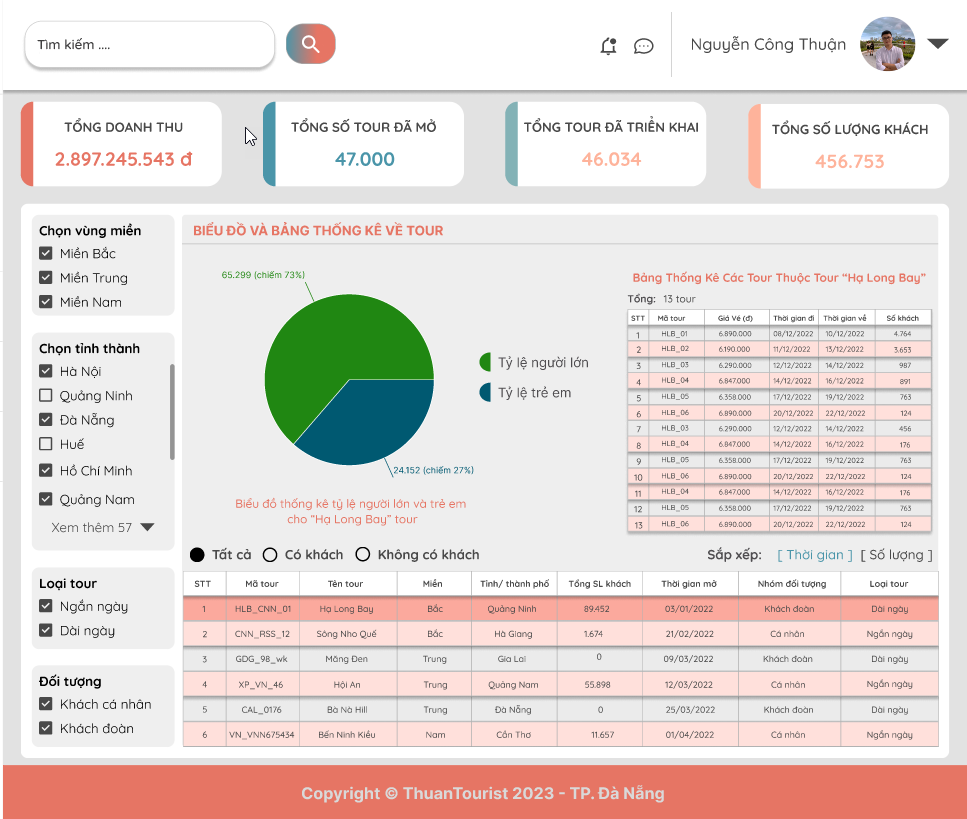 Tìm kiếm ....
Nguyễn Công Thuận
TỔNG DOANH THU
2.897.245.543 đ
TỔNG SỐ TOUR ĐÃ MỞ
47.000
TỔNG TOUR ĐÃ TRIỂN KHAI
46.034
TỔNG SỐ LƯỢNG KHÁCH
456.753
Chọn vùng miền
Miền Bắc
Miền Trung
Miền Nam
Chọn tỉnh thành
Hà Nội
Quảng Ninh
Đà Nẵng
Huế
Hồ Chí Minh
Quảng Nam
Xem thêm 57
Loại tour
Ngắn ngày
Dài ngày
Đối tượng
Khách cá nhân
Khách đoàn
BIỂU ĐỒ VÀ BẢNG THỐNG KÊ VỀ TOUR
65.299 (chiếm 73%)
24.152 (chiếm 27%)
Tỷ lệ người lớn
Tỷ lệ trẻ em
Biểu đồ thống kê tỷ lệ người lớn và trẻ em
cho "Hạ Long Bay" tour
Bảng Thống Kê Các Tour Thuộc Tour "Hạ Long Bay"
Tổng: 13 tour
STT Mã tour Giá Vé (đ) Thời gian đi Thời gian về Số khách
1 HLB_01 6.890.000 08/12/2022 10/12/2022 4.764
2 HLB_02 6.190.000 11/12/2022 13/12/2022 3.653
3 HLB_03 6.290.000 12/12/2022 14/12/2022 987
4 HLB_04 6.847.000 14/12/2022 16/12/2022 891
5 HLB_05 6.358.000 17/12/2022 19/12/2022 763
6 HLB_06 6.890.000 20/12/2022 22/12/2022 124
7 HLB_03 6.290.000 12/12/2022 14/12/2022 456
8 HLB_04 6.847.000 14/12/2022 16/12/2022 176
9 HLB_05 6.358.000 17/12/2022 19/12/2022 763
10 HLB_06 6.890.000 20/12/2022 22/12/2022 124
11 HLB_04 6.847.000 14/12/2022 16/12/2022 176
12 HLB_05 6.358.000 17/12/2022 19/12/2022 763
13 HLB_06 6.890.000 20/12/2022 22/12/2022 124
Tất cả Có khách Không có khách
Sắp xếp: [ Thời gian ] [ Số lượng ]
STT Mã tour Tên tour Miền Tỉnh/ thành phố Tổng SL khách Thời gian mở Nhóm đối tượng Loại tour
1 HLB_CNN_01 Hạ Long Bay Bắc Quảng Ninh 89.452 03/01/2022 Khách đoàn Dài ngày
2 CNN_RSS_12 Sông Nho Quế Bắc Hà Giang 1.674 21/02/2022 Cá nhân Ngắn ngày
3 GDG_98_wk Măng Đen Trung Gia Lai 0 09/03/2022 Khách đoàn Dài ngày
4 XP_VN_46 Hội An Trung Quảng Nam 55.898 12/03/2022 Cá nhân Ngắn ngày
5 CAL_0176 Bà Nà Hill Trung Đà Nẵng 0 25/03/2022 Khách đoàn Dài ngày
6 VN_VNN675434 Bến Ninh Kiều Nam Cần Thơ 11.657 01/04/2022 Cá nhân Ngắn ngày
Copyright © ThuanTourist 2023 - TP. Đà Nẵng